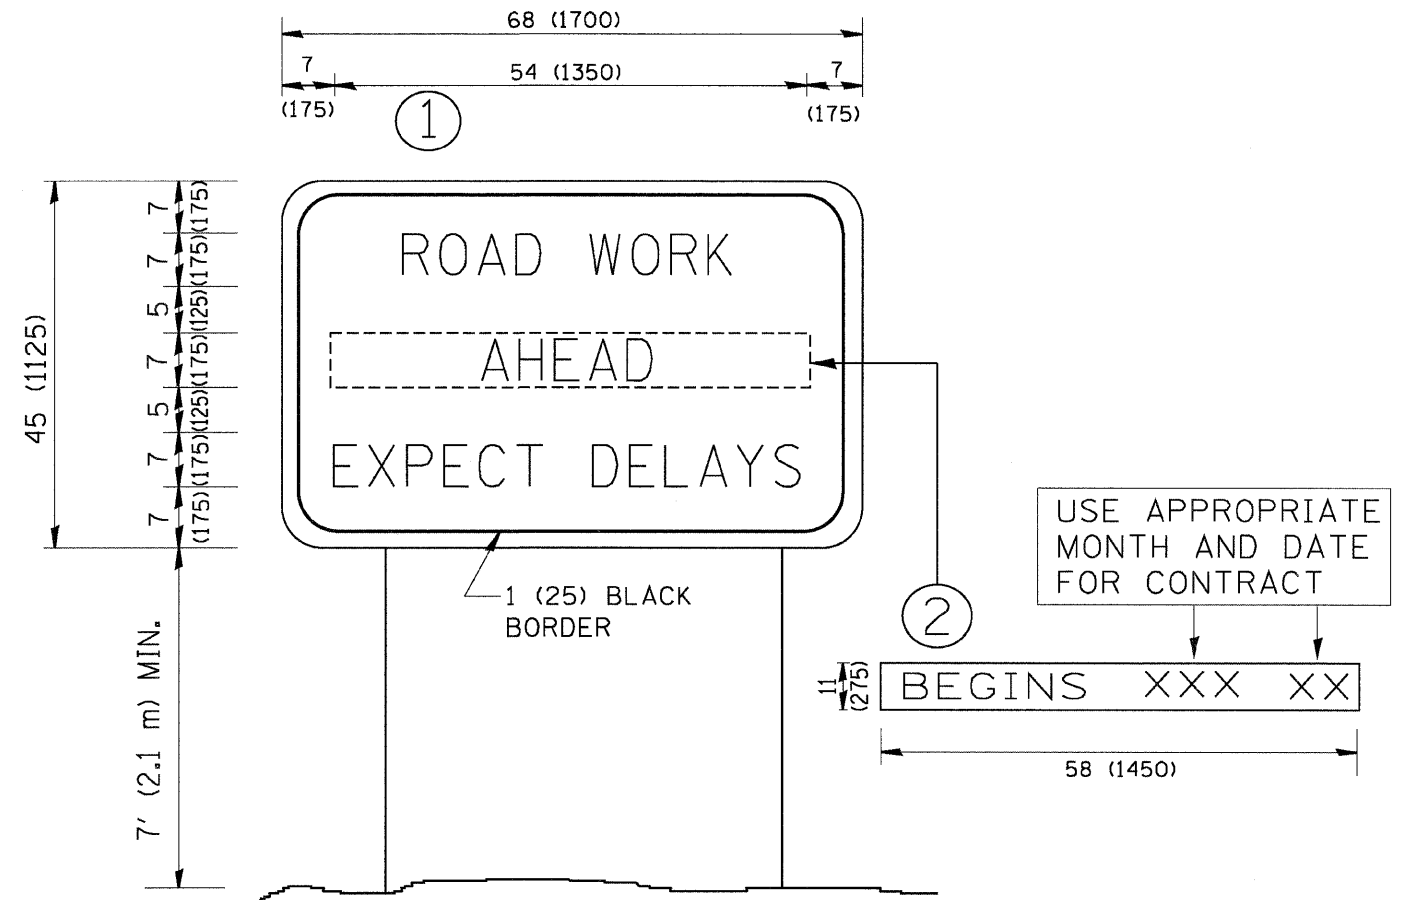 68 (1700)
7
54 (1350)
7
(175)
(175)
1
45 (1125)
7 (175)
7 (175)
5 (125)
7 (175)
5 (125)
7 (175)
7 (175)
ROAD WORK
AHEAD
EXPECT DELAYS
1 (25) BLACK
BORDER
7' (2.1 m) MIN.
USE APPROPRIATE
MONTH AND DATE
FOR CONTRACT
2
11
(275)
BEGINS XXX XX
58 (1450)